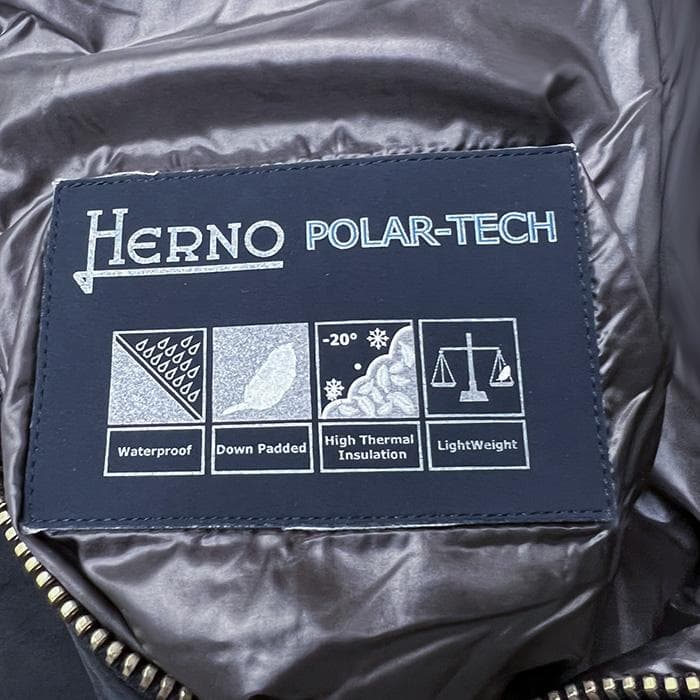 HERNO POLAR-TECH
-20°
Waterproof
Down Padded
High Thermal
Insulation
LightWeight